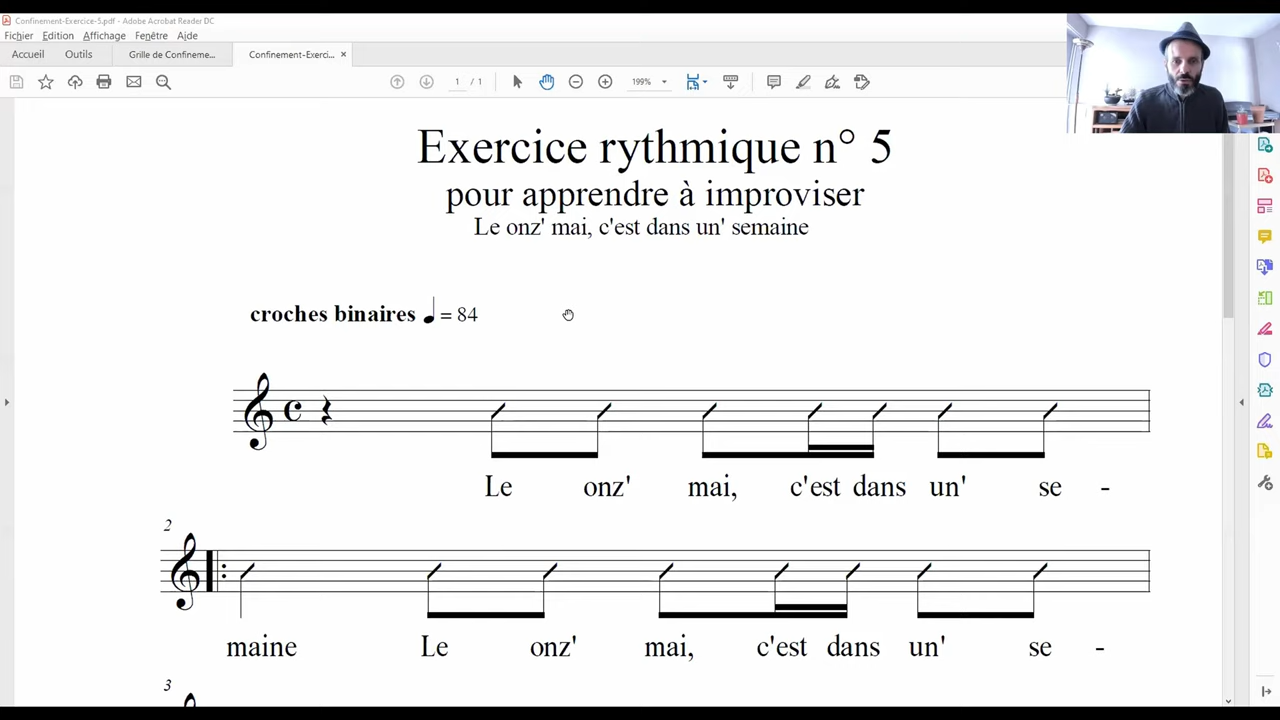 Confinement-Exercice-5.pdf - Adobe Acrobat Reader DC
Fichier Edition Affichage Fenêtre Aide
Accueil Outils Grille de Confineme... Confinement-Exerci... ×
1 / 1 199%
Exercice rythmique n° 5
pour apprendre à improviser
Le onz' mai, c'est dans un' semaine
croches binaires ♩ = 84
Le onz' mai, c'est dans un' se -
2
maine Le onz' mai, c'est dans un' se -
3